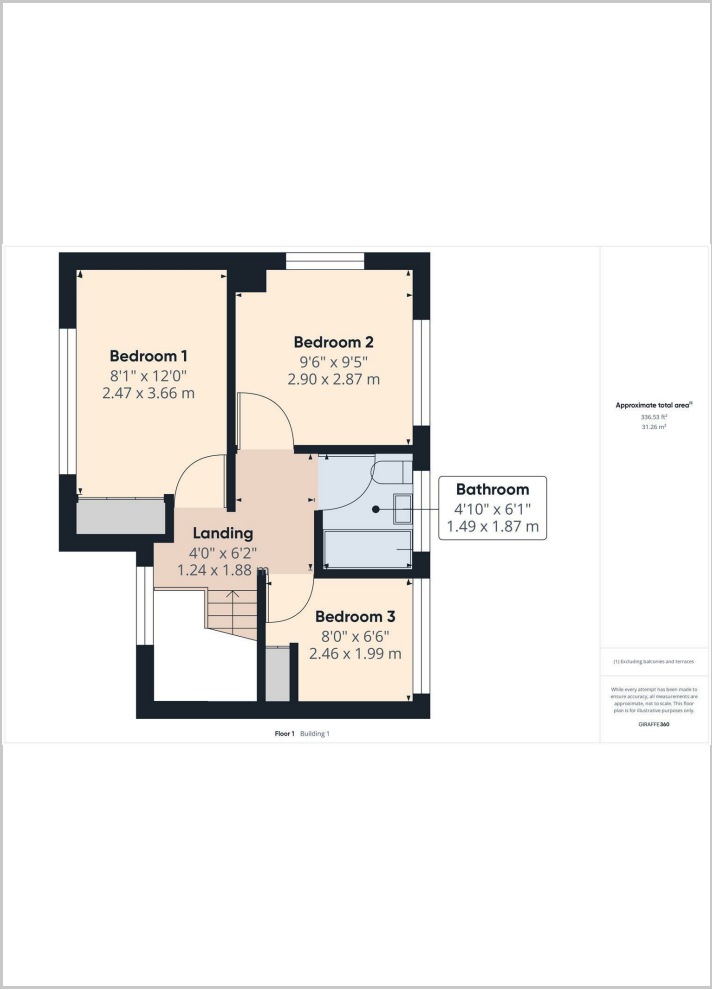 Bedroom 1
8'1" x 12'0"
2.47 x 3.66 m
Bedroom 2
9'6" x 9'5"
2.90 x 2.87 m
Bathroom
4'10" x 6'1"
1.49 x 1.87 m
Landing
4'0" x 6'2"
1.24 x 1.88 m
Bedroom 3
8'0" x 6'6"
2.46 x 1.99 m
Floor 1 Building 1
Approximate total area(1)
336.53 ft²
31.26 m²
(1) Excluding balconies and terraces
While every attempt has been made to
ensure accuracy, all measurements are
approximate, not to scale. This floor
plan is for illustrative purposes only.
GIRAFFE360